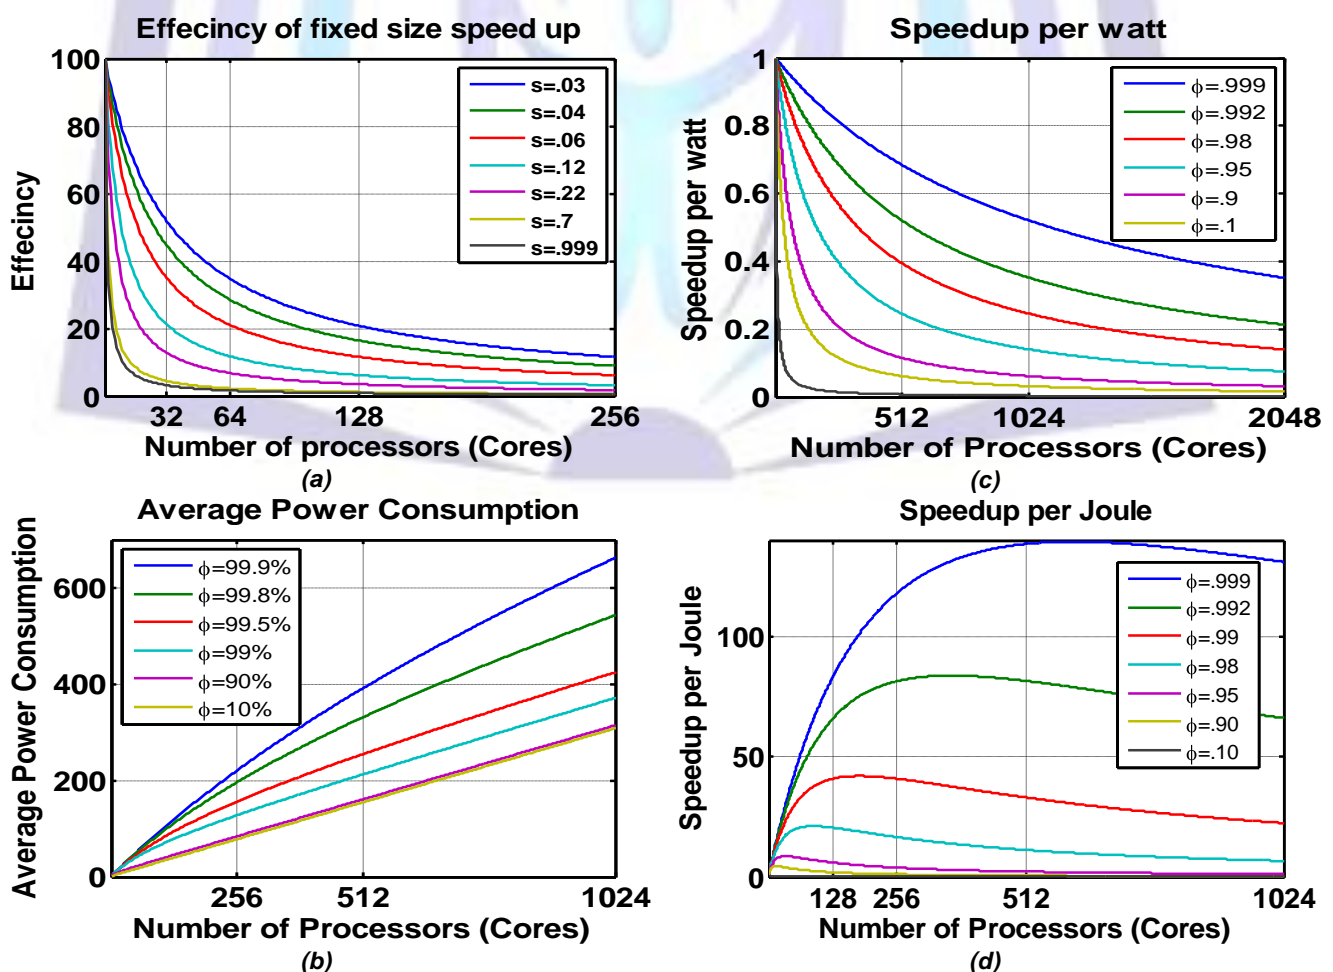 Effecincy of fixed size speed up
Effecincy
100
80
60
40
20
0
s=.03
s=.04
s=.06
s=.12
s=.22
s=.7
s=.999
32 64 128 256
Number of processors (Cores)
(a)
Speedup per watt
Speedup per watt
1
0.8
0.6
0.4
0.2
0
ϕ=.999
ϕ=.992
ϕ=.98
ϕ=.95
ϕ=.9
ϕ=.1
512 1024 2048
Number of Processors (Cores)
(c)
Average Power Consumption
Average Power Consumption
600
400
200
0
ϕ=99.9%
ϕ=99.8%
ϕ=99.5%
ϕ=99%
ϕ=90%
ϕ=10%
256 512 1024
Number of Processors (Cores)
(b)
Speedup per Joule
Speedup per Joule
100
50
0
ϕ=.999
ϕ=.992
ϕ=.99
ϕ=.98
ϕ=.95
ϕ=.90
ϕ=.10
128 256 512 1024
Number of Processors (Cores)
(d)